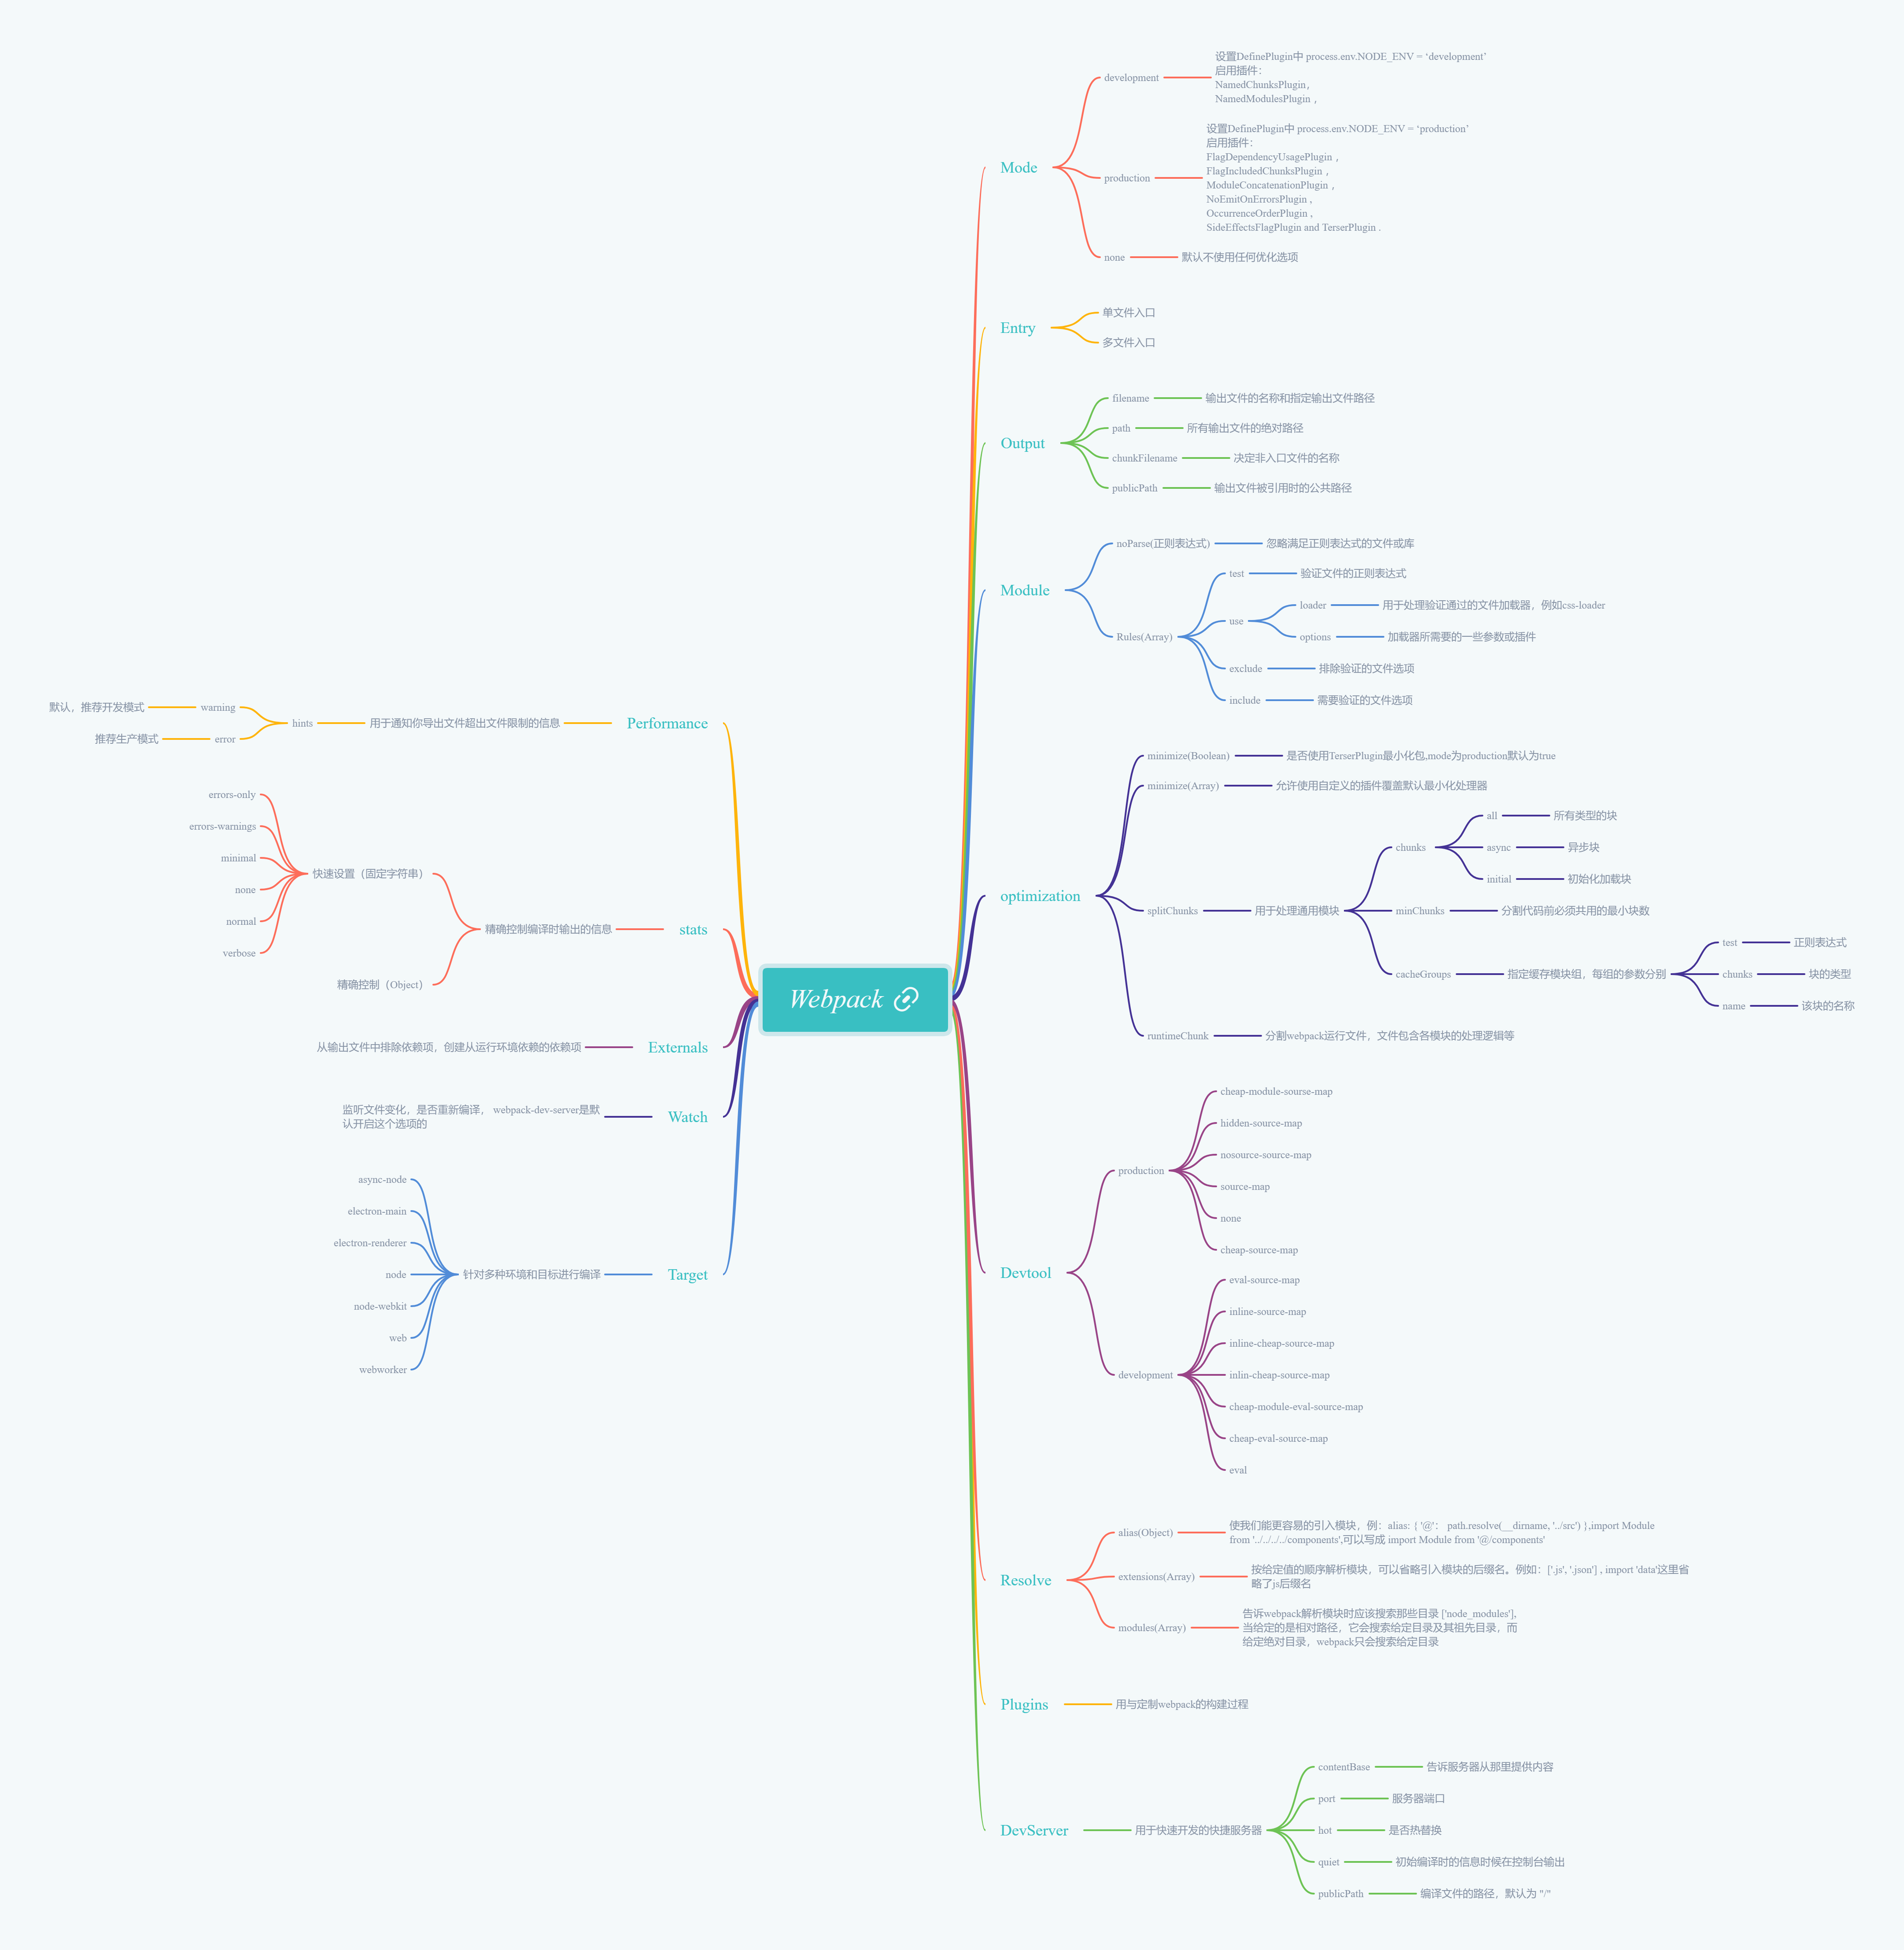 Webpack
Mode
development
设置DefinePlugin中 process.env.NODE_ENV = ‘development’
启用插件：
NamedChunksPlugin，
NamedModulesPlugin ，
production
设置DefinePlugin中 process.env.NODE_ENV = ‘production’
启用插件：
FlagDependencyUsagePlugin ，
FlagIncludedChunksPlugin ，
ModuleConcatenationPlugin ，
NoEmitOnErrorsPlugin ,
OccurrenceOrderPlugin ,
SideEffectsFlagPlugin and TerserPlugin .
none
默认不使用任何优化选项
Entry
单文件入口
多文件入口
Output
filename
输出文件的名称和指定输出文件路径
path
所有输出文件的绝对路径
chunkFilename
决定非入口文件的名称
publicPath
输出文件被引用时的公共路径
Module
noParse(正则表达式)
忽略满足正则表达式的文件或库
Rules(Array)
test
验证文件的正则表达式
use
loader
用于处理验证通过的文件加载器，例如css-loader
options
加载器所需要的一些参数或插件
exclude
排除验证的文件选项
include
需要验证的文件选项
optimization
minimize(Boolean)
是否使用TerserPlugin最小化包,mode为production默认为true
minimize(Array)
允许使用自定义的插件覆盖默认最小化处理器
splitChunks
用于处理通用模块
chunks
all
所有类型的块
async
异步块
initial
初始化加载块
minChunks
分割代码前必须共用的最小块数
cacheGroups
指定缓存模块组，每组的参数分别
test
正则表达式
chunks
块的类型
name
该块的名称
runtimeChunk
分割webpack运行文件，文件包含各模块的处理逻辑等
Devtool
production
cheap-module-sourse-map
hidden-source-map
nosource-source-map
source-map
none
cheap-source-map
development
eval-source-map
inline-source-map
inline-cheap-source-map
inlin-cheap-source-map
cheap-module-eval-source-map
cheap-eval-source-map
eval
Resolve
alias(Object)
使我们能更容易的引入模块，例：alias: { '@'： path.resolve(__dirname, '../src') },import Module
from '../../../../components',可以写成 import Module from '@/components'
extensions(Array)
按给定值的顺序解析模块，可以省略引入模块的后缀名。例如：['.js', '.json'] , import 'data'这里省
略了js后缀名
modules(Array)
告诉webpack解析模块时应该搜索那些目录 ['node_modules'],
当给定的是相对路径，它会搜索给定目录及其祖先目录，而
给定绝对目录，webpack只会搜索给定目录
Plugins
用与定制webpack的构建过程
DevServer
用于快速开发的快捷服务器
contentBase
告诉服务器从那里提供内容
port
服务器端口
hot
是否热替换
quiet
初始编译时的信息时候在控制台输出
publicPath
编译文件的路径，默认为 "/"
Performance
用于通知你导出文件超出文件限制的信息
hints
warning
默认，推荐开发模式
error
推荐生产模式
stats
精确控制编译时输出的信息
快速设置（固定字符串）
errors-only
errors-warnings
minimal
none
normal
verbose
精确控制（Object）
Externals
从输出文件中排除依赖项，创建从运行环境依赖的依赖项
Watch
监听文件变化，是否重新编译， webpack-dev-server是默
认开启这个选项的
Target
针对多种环境和目标进行编译
async-node
electron-main
electron-renderer
node
node-webkit
web
webworker